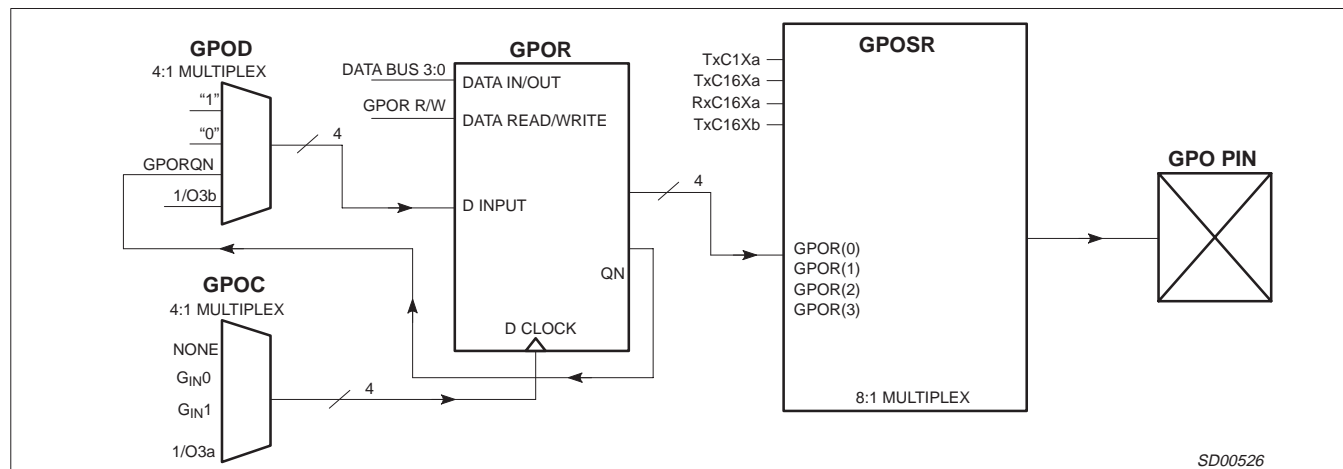 GPOD
4:1 MULTIPLEX
“1”
“0”
GPORQN
1/O3b
4
GPOR
DATA BUS 3:0
DATA IN/OUT
GPOR R/W
DATA READ/WRITE
D INPUT
QN
D CLOCK
4
GPOC
4:1 MULTIPLEX
NONE
GIN0
GIN1
1/O3a
4
GPOSR
TxC1Xa
TxC16Xa
RxC16Xa
TxC16Xb
GPOR(0)
GPOR(1)
GPOR(2)
GPOR(3)
8:1 MULTIPLEX
GPO PIN
SD00526